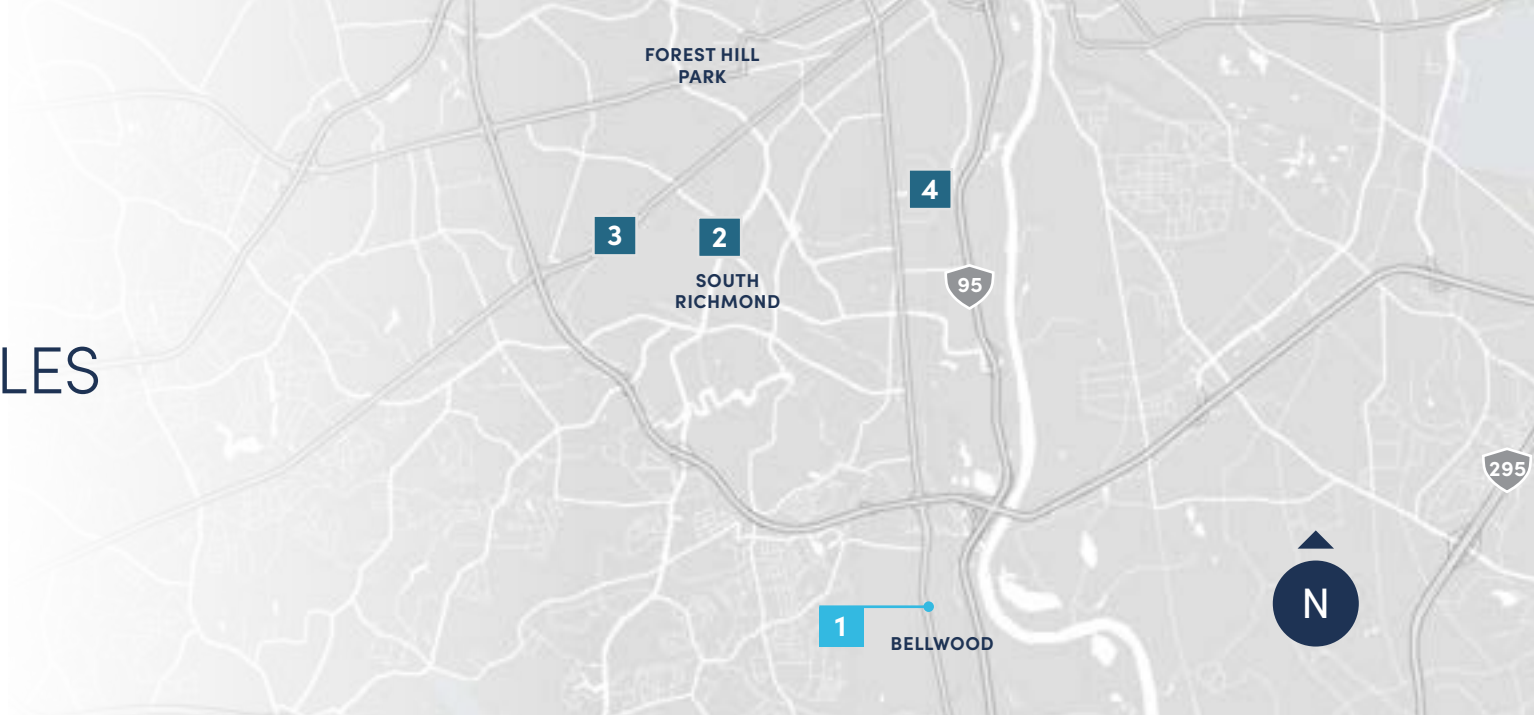 FOREST HILL
PARK
4
3
2
SOUTH
RICHMOND
95
LES
295
N
1
BELLWOOD